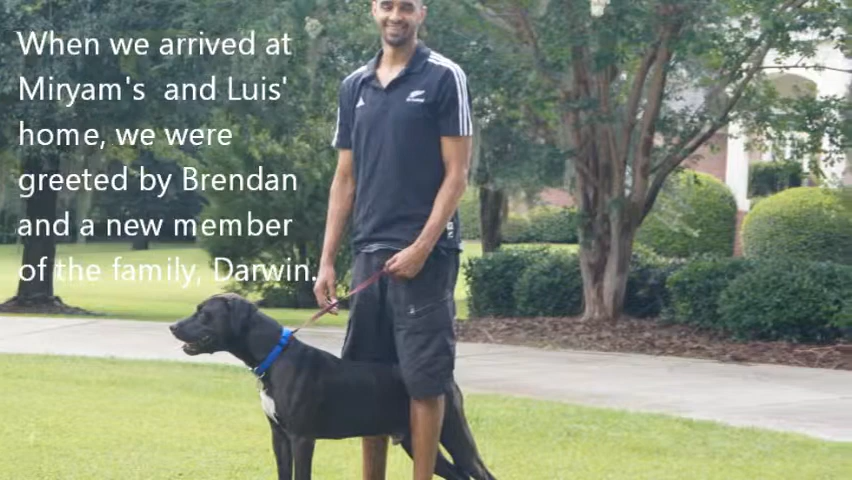 When we arrived at
Miryam's and Luis'
home, we were
greeted by Brendan
and a new member
of the family, Darwin.